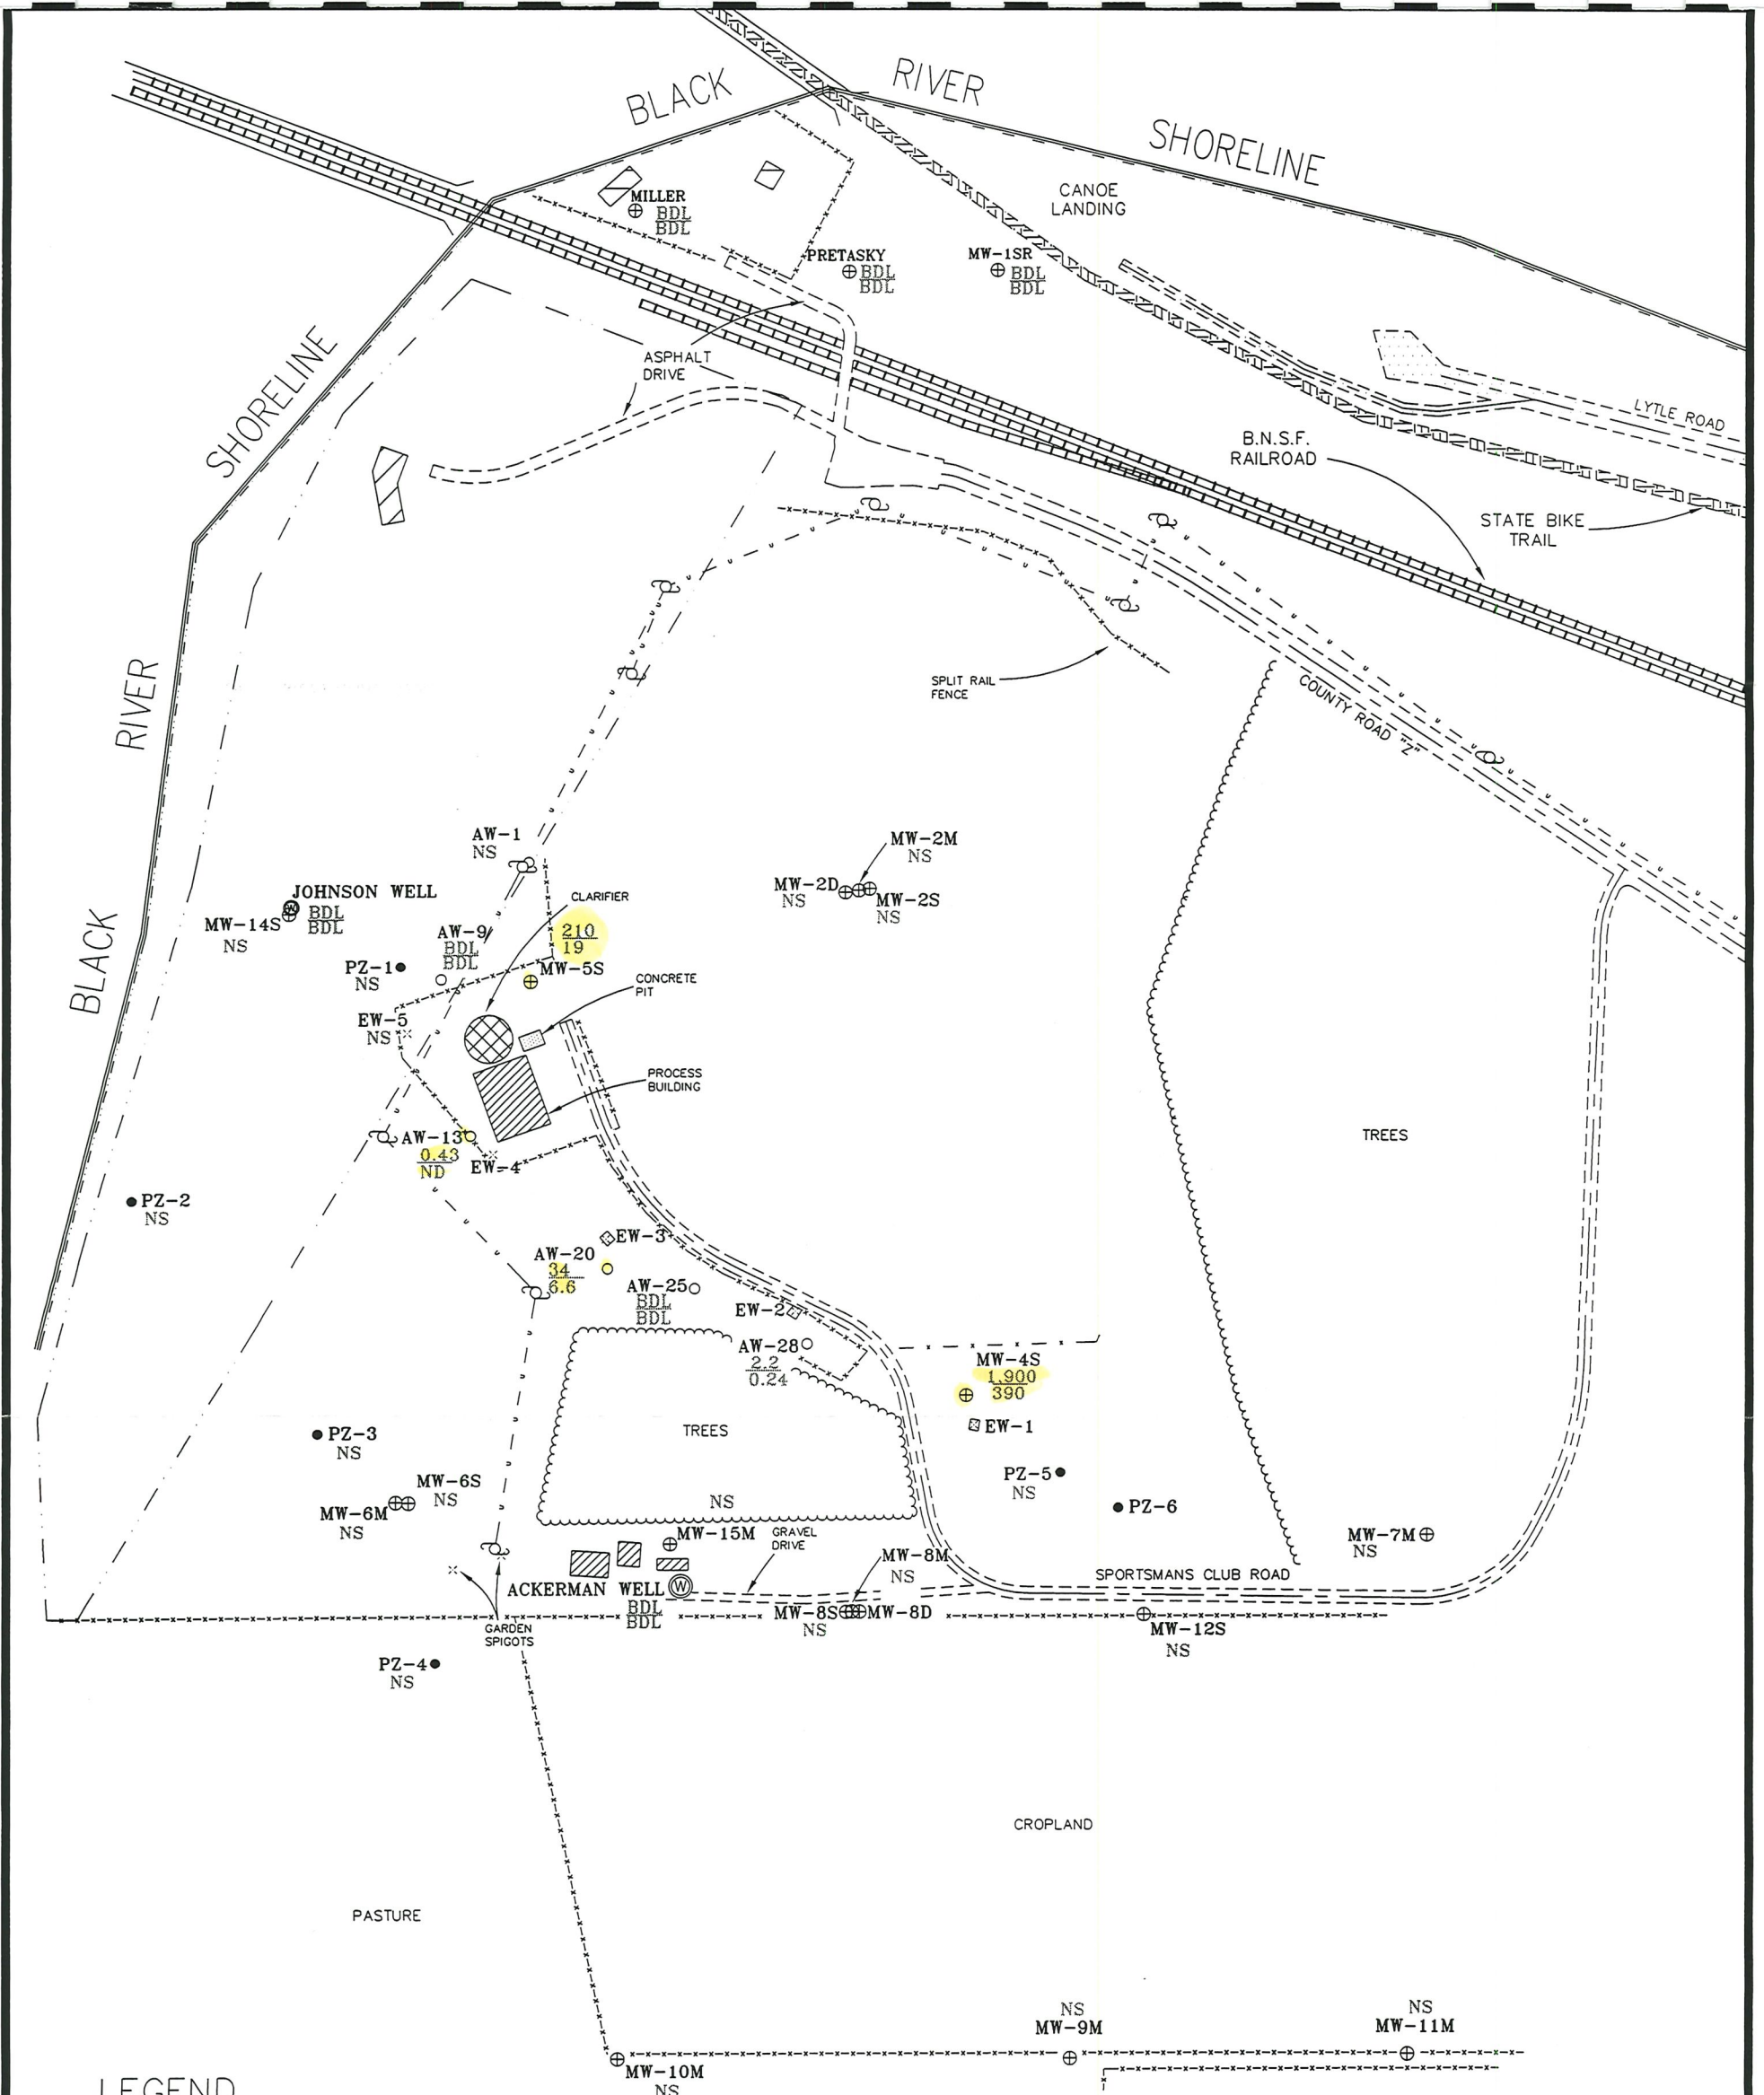 BLACK
RIVER
SHORELINE
CANOE
LANDING
MILLER
BDL
BDL
PRETASKY
BDL
BDL
MW-1SR
BDL
BDL
ASPHALT
DRIVE
LYTLE ROAD
B.N.S.F.
RAILROAD
STATE BIKE
TRAIL
SHORELINE
RIVER
BLACK
SPLIT RAIL
FENCE
COUNTY ROAD "Z"
AW-1
NS
MW-2M
NS
MW-2D
NS
MW-2S
NS
CLARIFIER
JOHNSON WELL
BDL
BDL
MW-14S
NS
AW-9
BDL
BDL
210
19
MW-5S
PZ-1
NS
CONCRETE
PIT
EW-5
NS
PROCESS
BUILDING
AW-13
0.43
ND
EW-4
TREES
PZ-2
NS
EW-3
AW-20
34
6.6
AW-25
BDL
BDL
EW-2
AW-28
2.2
0.24
MW-4S
1,900
390
EW-1
TREES
PZ-3
NS
MW-6S
NS
MW-6M
NS
NS
MW-15M
GRAVEL
DRIVE
PZ-5
NS
PZ-6
MW-7M
NS
MW-8M
NS
SPORTSMANS CLUB ROAD
ACKERMAN WELL
BDL
BDL
W
MW-8S
NS
MW-8D
MW-12S
NS
GARDEN
SPIGOTS
PZ-4
NS
CROPLAND
PASTURE
NS
MW-9M
NS
MW-11M
MW-10M
NS
LEGEND